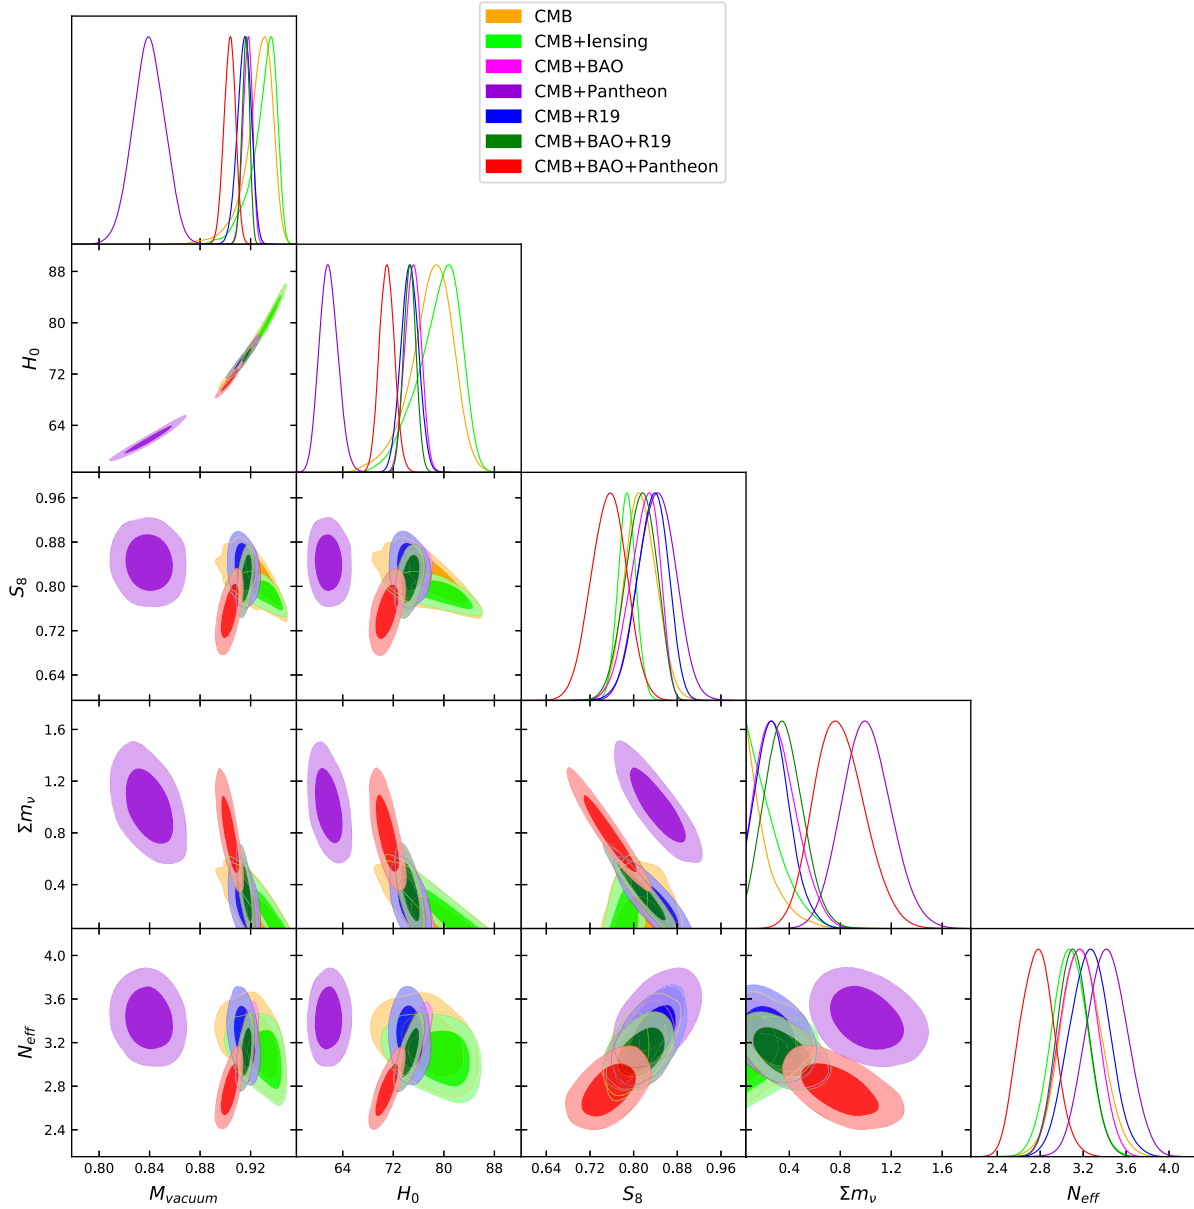 CMB
CMB+lensing
CMB+BAO
CMB+Pantheon
CMB+R19
CMB+BAO+R19
CMB+BAO+Pantheon
88
80
72
64
H₀
0.96
0.88
0.80
0.72
0.64
S₈
1.6
1.2
0.8
0.4
Σmν
4.0
3.6
3.2
2.8
2.4
N_eff
0.80 0.84 0.88 0.92
64 72 80 88
0.64 0.72 0.80 0.88 0.96
0.4 0.8 1.2 1.6
2.4 2.8 3.2 3.6 4.0
M_vacuum
H₀
S₈
Σmν
N_eff